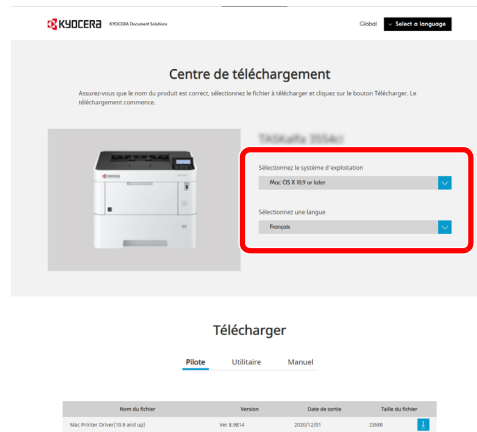 KYOCERA KYOCERA Document Solutions Global Select a language
Centre de téléchargement
Assurez-vous que le nom du produit est correct, sélectionnez le fichier à télécharger et cliquez sur le bouton Télécharger. Le
téléchargement commence.
TASKalfa 3554ci
Sélectionnez le système d'exploitation
Mac OS X 10.9 or later
Sélectionnez une langue
Français
Télécharger
Pilote Utilitaire Manuel
Nom du fichier Version Date de sortie Taille du fichier
Mac Printer Driver(10.9 and up) Ver 8.9814 2020/12/01 23MB